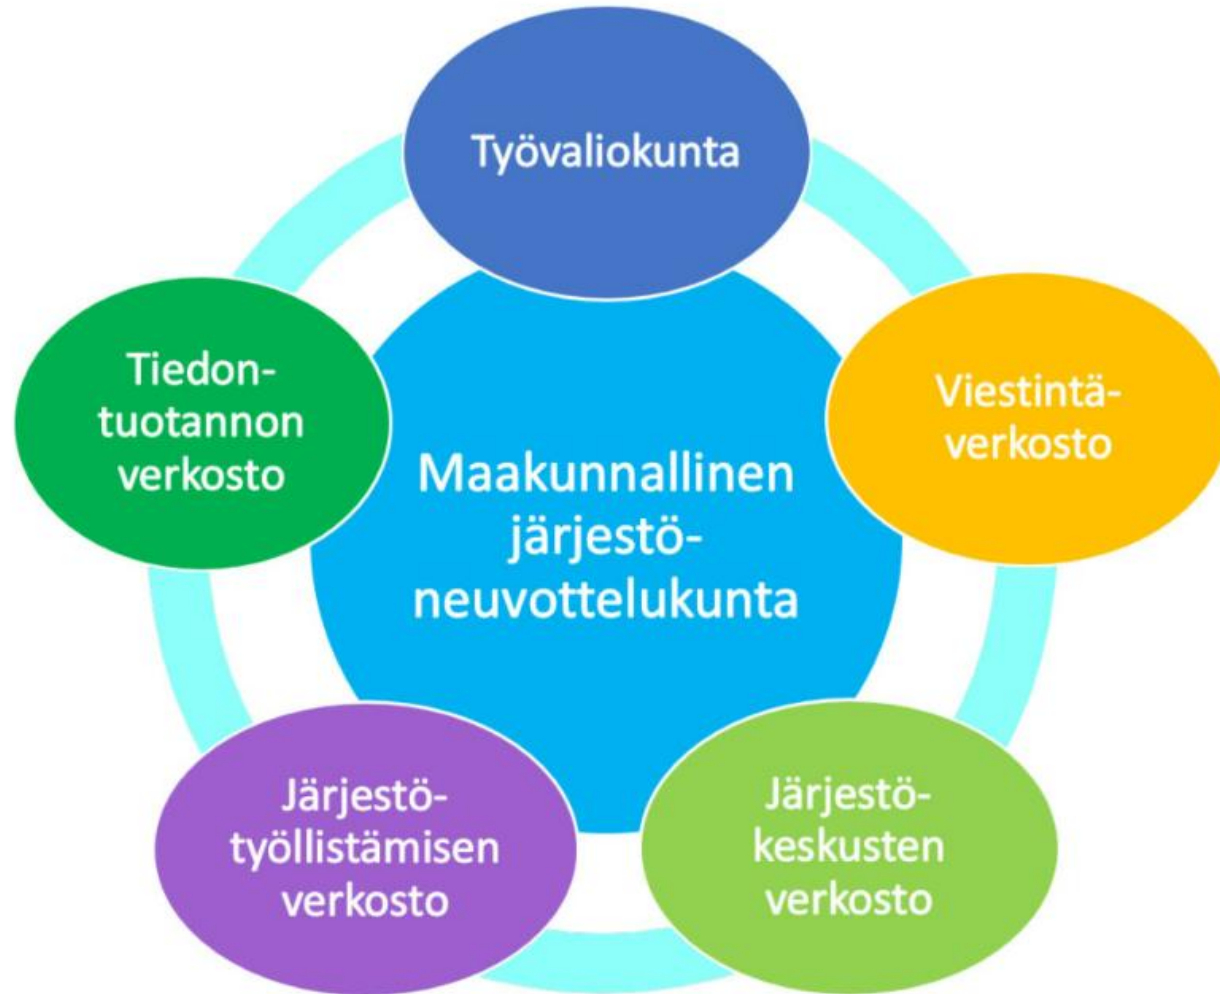 Työvaliokunta
Tiedon-
tuotannon
verkosto
Viestintä-
verkosto
Maakunnallinen
järjestö-
neuvottelukunta
Järjestö-
työllistämisen
verkosto
Järjestö-
keskusten
verkosto